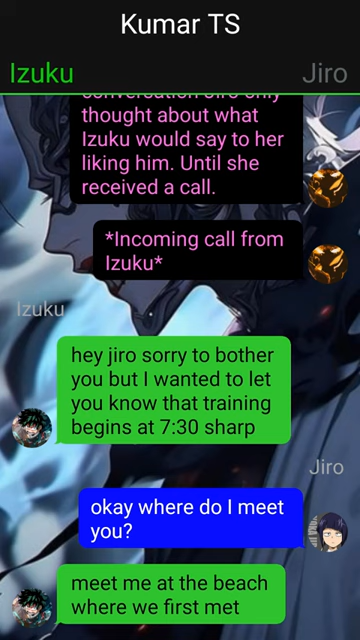 Kumar TS
Izuku
Jiro
conversation Jiro only
thought about what
Izuku would say to her
liking him. Until she
received a call.
*Incoming call from
Izuku*
Izuku
hey jiro sorry to bother
you but I wanted to let
you know that training
begins at 7:30 sharp
Jiro
okay where do I meet
you?
meet me at the beach
where we first met